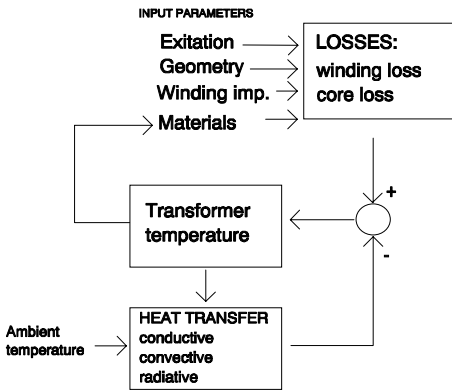 INPUT PARAMETERS
Exitation
Geometry
Winding imp.
Materials
LOSSES:
winding loss
core loss
+
-
Transformer
temperature
Ambient
temperature
HEAT TRANSFER
conductive
convective
radiative